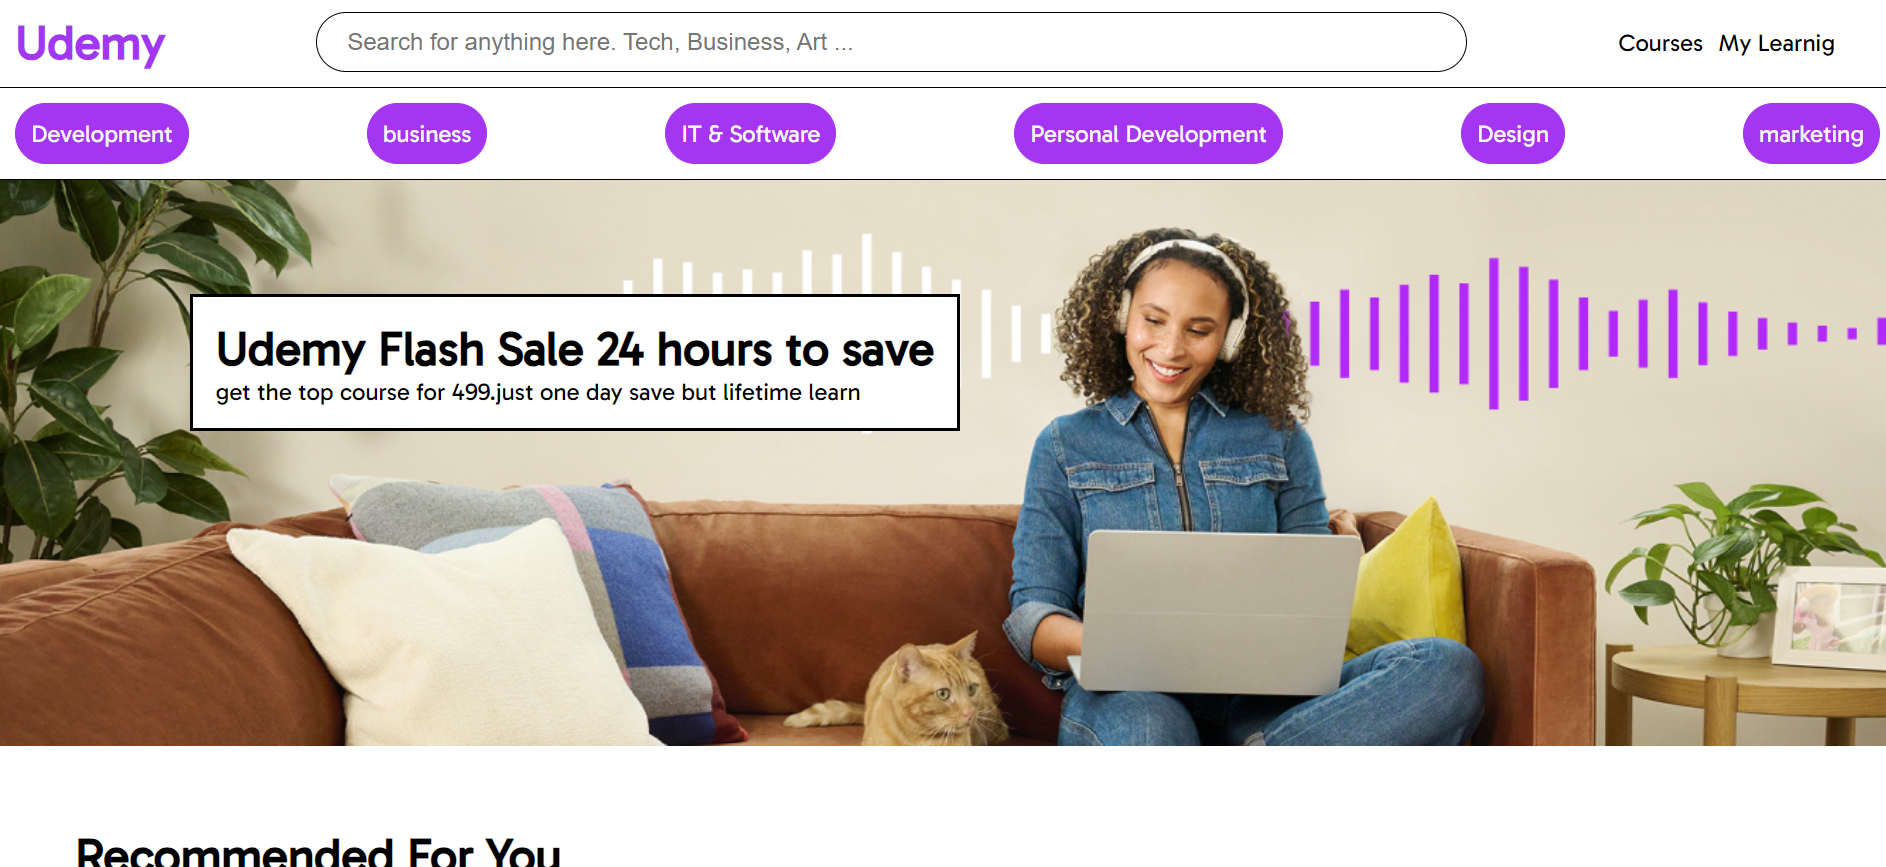 Udemy
Search for anything here. Tech, Business, Art ...
Courses My Learnig
Development
business
IT & Software
Personal Development
Design
marketing
Udemy Flash Sale 24 hours to save
get the top course for 499.just one day save but lifetime learn
Recommended For You